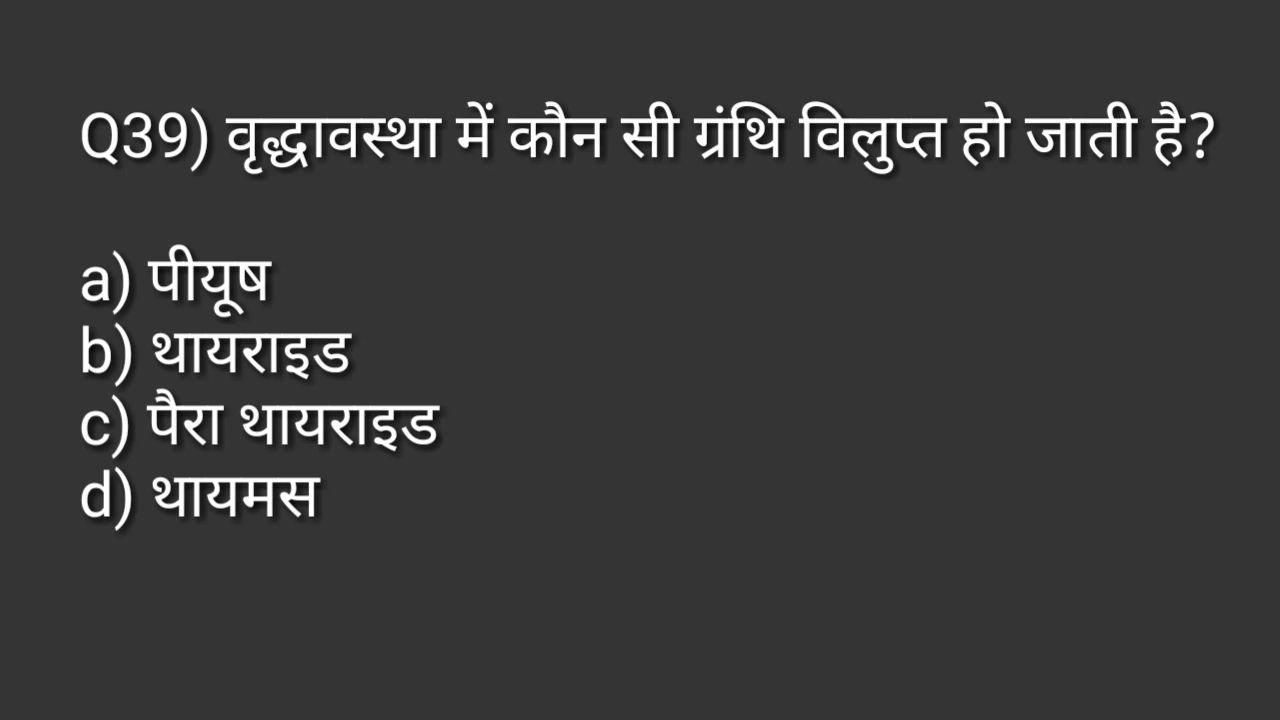 Q39) वृद्धावस्था में कौन सी ग्रंथि विलुप्त हो जाती है?
a) पीयूष
b) थायराइड
c) पैरा थायराइड
d) थायमस